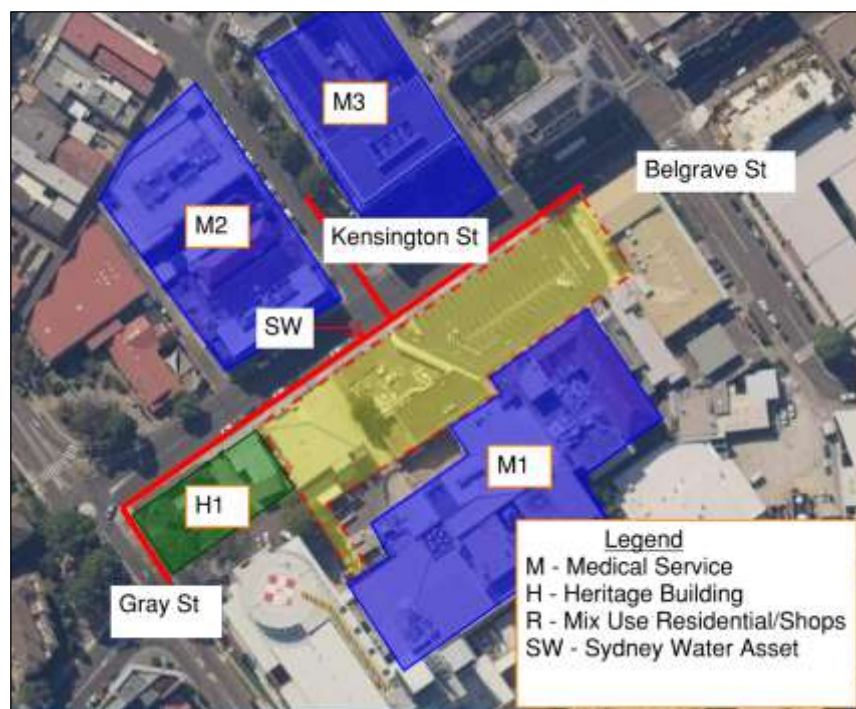 M3
Belgrave St
M2
Kensington St
SW
M1
H1
Gray St
Legend
M - Medical Service
H - Heritage Building
R - Mix Use Residential/Shops
SW - Sydney Water Asset